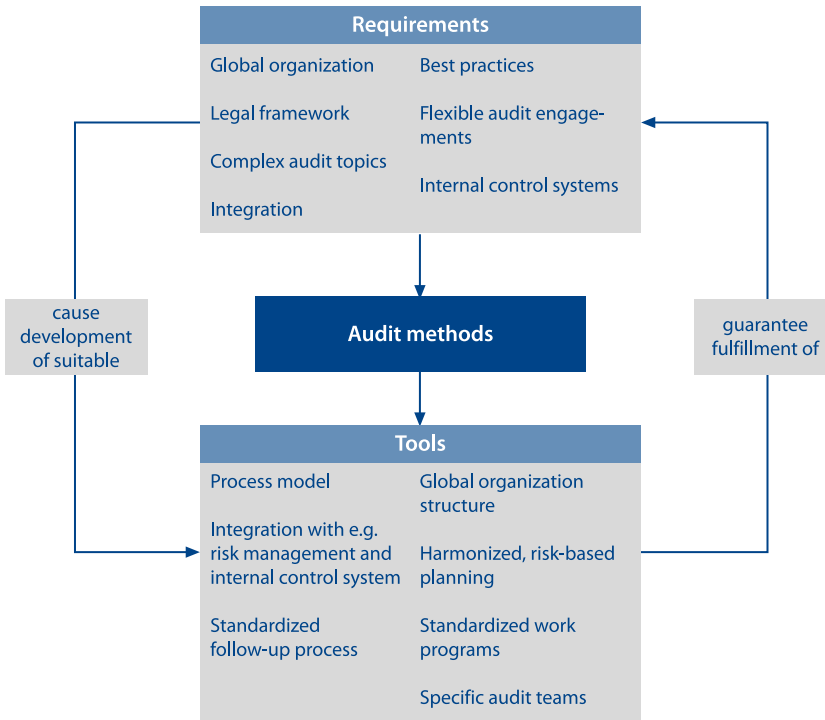 Requirements
Global organization
Legal framework
Complex audit topics
Integration
Best practices
Flexible audit engage-
ments
Internal control systems
cause
development
of suitable
Audit methods
guarantee
fulfillment of
Tools
Process model
Integration with e.g.
risk management and
internal control system
Standardized
follow-up process
Global organization
structure
Harmonized, risk-based
planning
Standardized work
programs
Specific audit teams